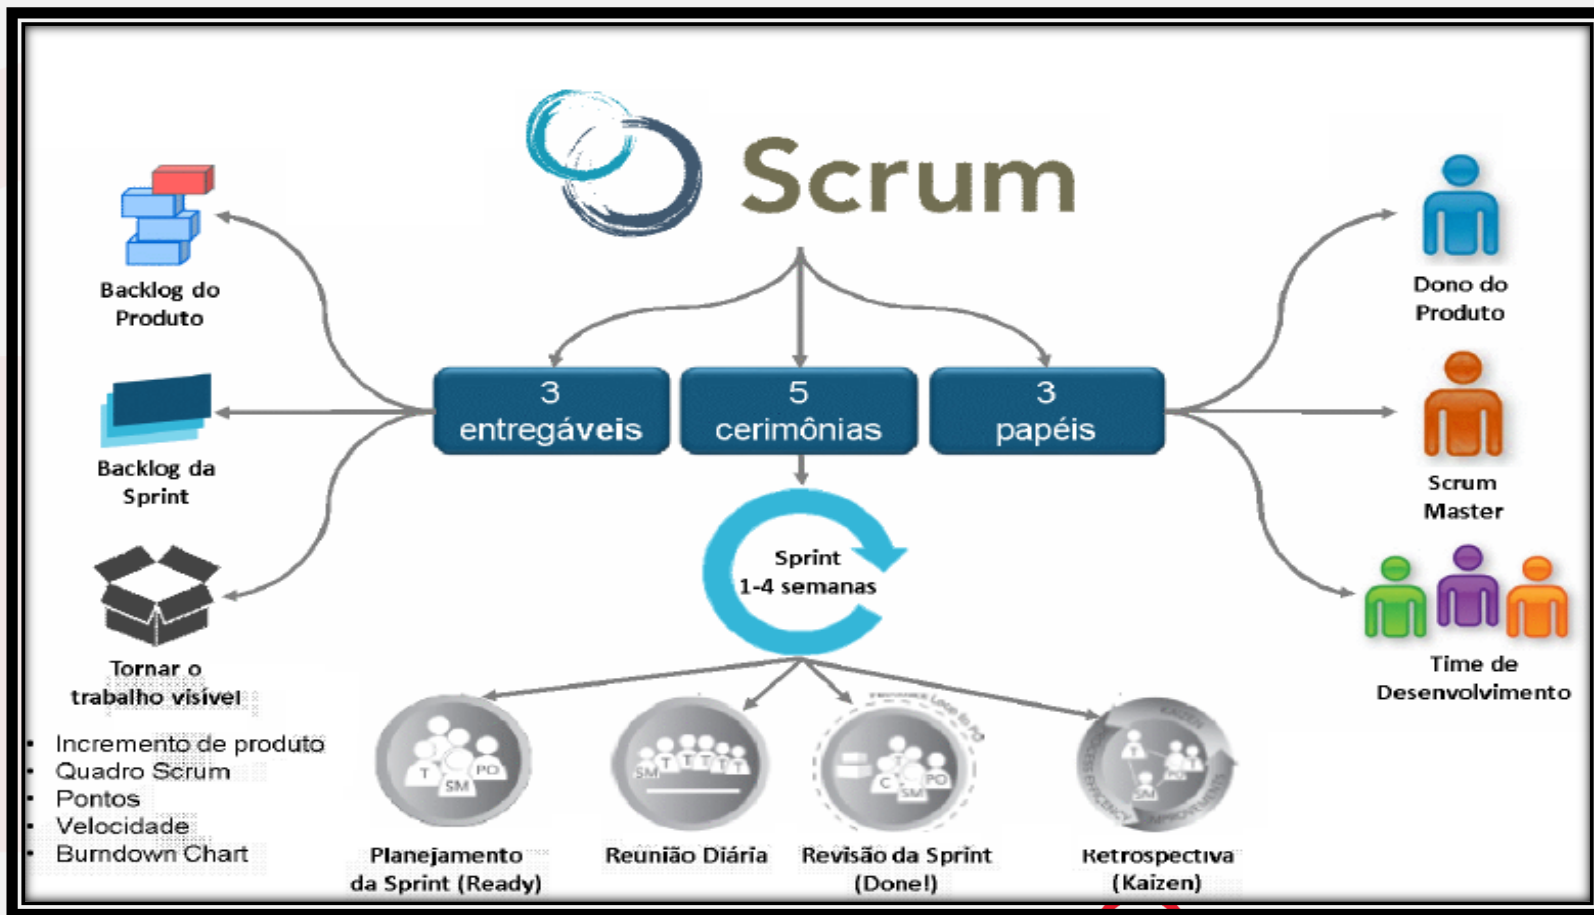 Scrum
Backlog do
Produto
Dono do
Produto
3
entregáveis
5
cerimônias
3
papéis
Backlog da
Sprint
Scrum
Master
Sprint
1-4 semanas
Tornar o
trabalho visível
Time de
Desenvolvimento
• Incremento de produto
• Quadro Scrum
• Pontos
• Velocidade
• Burndown Chart
T
SM
PO
SM
T
T
T
T
T
T
C
SM
PO
KAIZEN
IMPROVEMENTS
PROCESS EFFICENCY
T
PO
T
SM
Planejamento
da Sprint (Ready)
Reunião Diária
Revisão da Sprint
(Done!)
Retrospectiva
(Kaizen)